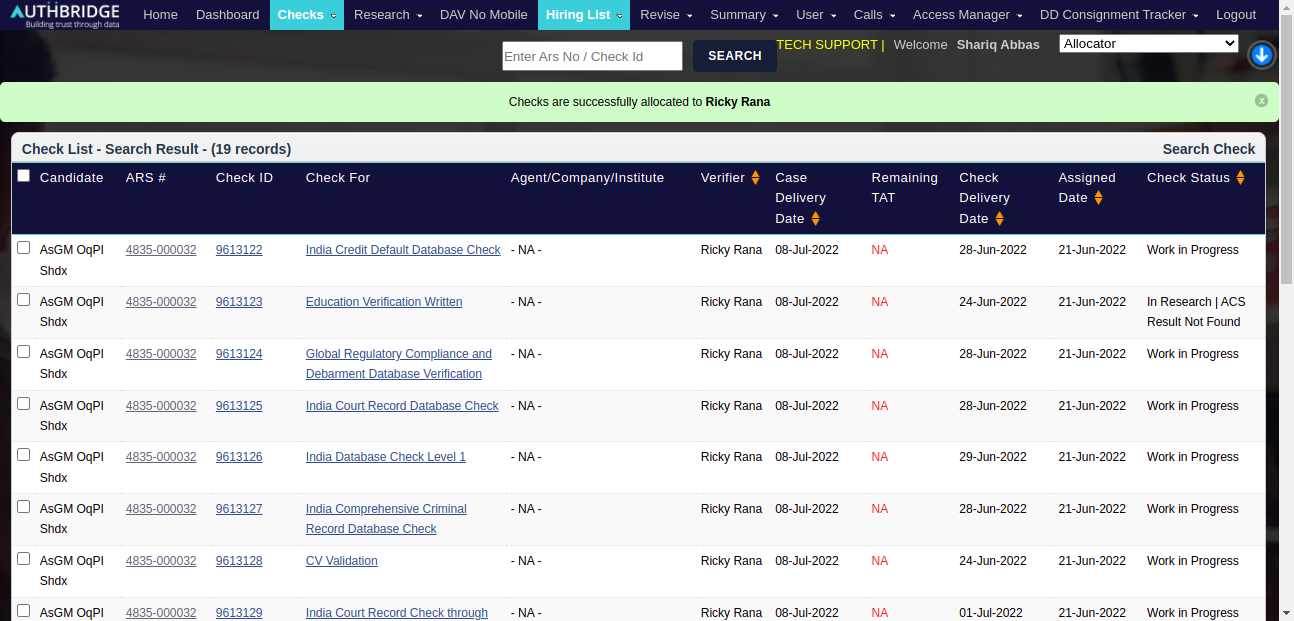 AUTHBRIDGE
Building trust through data
Home Dashboard Checks Research DAV No Mobile Hiring List Revise Summary User Calls Access Manager DD Consignment Tracker Logout
Enter Ars No / Check Id SEARCH TECH SUPPORT | Welcome Shariq Abbas Allocator
Checks are successfully allocated to Ricky Rana x
Check List - Search Result - (19 records) Search Check
Candidate ARS # Check ID Check For Agent/Company/Institute Verifier Case Remaining Check Assigned Check Status
Delivery TAT Delivery Date
Date Date
AsGM OqPI 4835-000032 9613122 India Credit Default Database Check - NA - Ricky Rana 08-Jul-2022 NA 28-Jun-2022 21-Jun-2022 Work in Progress
Shdx
AsGM OqPI 4835-000032 9613123 Education Verification Written - NA - Ricky Rana 08-Jul-2022 NA 24-Jun-2022 21-Jun-2022 In Research | ACS
Shdx Result Not Found
AsGM OqPI 4835-000032 9613124 Global Regulatory Compliance and - NA - Ricky Rana 08-Jul-2022 NA 28-Jun-2022 21-Jun-2022 Work in Progress
Shdx Debarment Database Verification
AsGM OqPI 4835-000032 9613125 India Court Record Database Check - NA - Ricky Rana 08-Jul-2022 NA 28-Jun-2022 21-Jun-2022 Work in Progress
Shdx
AsGM OqPI 4835-000032 9613126 India Database Check Level 1 - NA - Ricky Rana 08-Jul-2022 NA 29-Jun-2022 21-Jun-2022 Work in Progress
Shdx
AsGM OqPI 4835-000032 9613127 India Comprehensive Criminal - NA - Ricky Rana 08-Jul-2022 NA 28-Jun-2022 21-Jun-2022 Work in Progress
Shdx Record Database Check
AsGM OqPI 4835-000032 9613128 CV Validation - NA - Ricky Rana 08-Jul-2022 NA 24-Jun-2022 21-Jun-2022 Work in Progress
Shdx
AsGM OqPI 4835-000032 9613129 India Court Record Check through - NA - Ricky Rana 08-Jul-2022 NA 01-Jul-2022 21-Jun-2022 Work in Progress